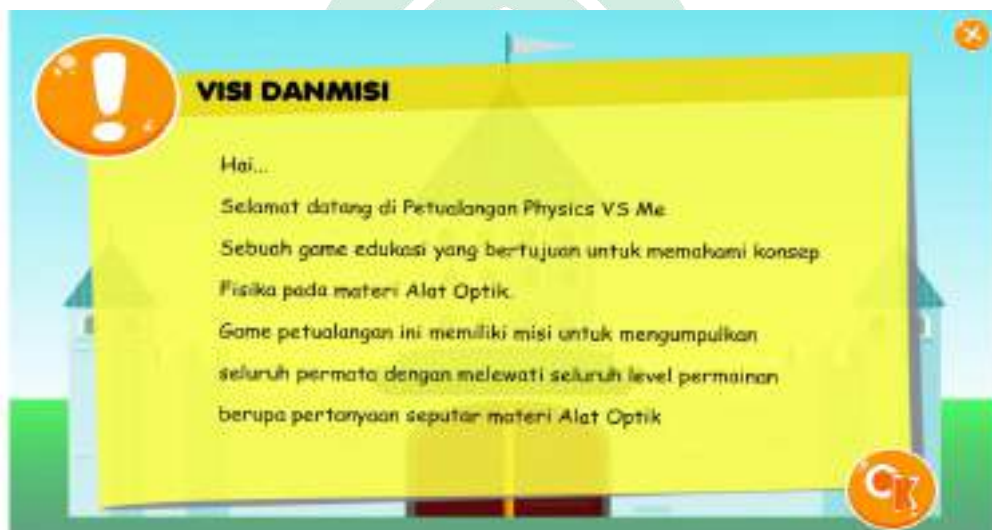 VISI DANMISI
Hai...
Selamat datang di Petualangan Physics VS Me
Sebuah game edukasi yang bertujuan untuk memahami konsep
Fisika pada materi Alat Optik.
Game petualangan ini memiliki misi untuk mengumpulkan
seluruh permata dengan melewati seluruh level permainan
berupa pertanyaan seputar materi Alat Optik
OK